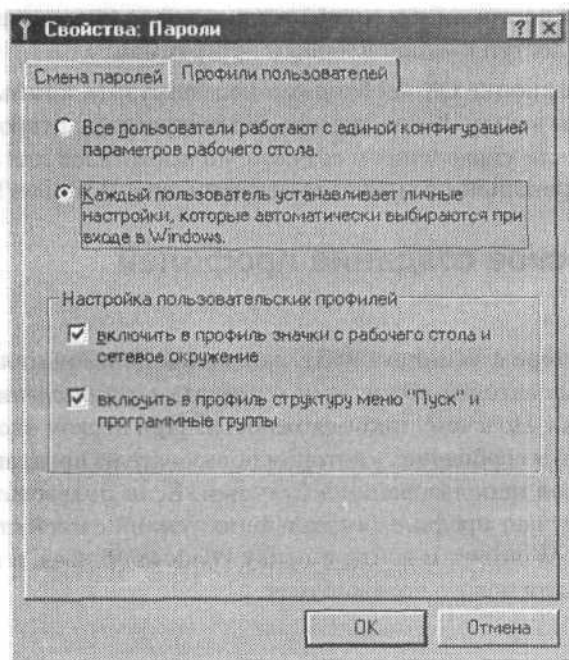 Свойства: Пароли
Смена паролей
Профили пользователей
Все пользователи работают с единой конфигурацией
параметров рабочего стола.
Каждый пользователь устанавливает личные
настройки, которые автоматически выбираются при
входе в Windows.
Настройка пользовательских профилей
включить в профиль значки с рабочего стола и
сетевое окружение
включить в профиль структуру меню "Пуск" и
программные группы
OK
Отмена